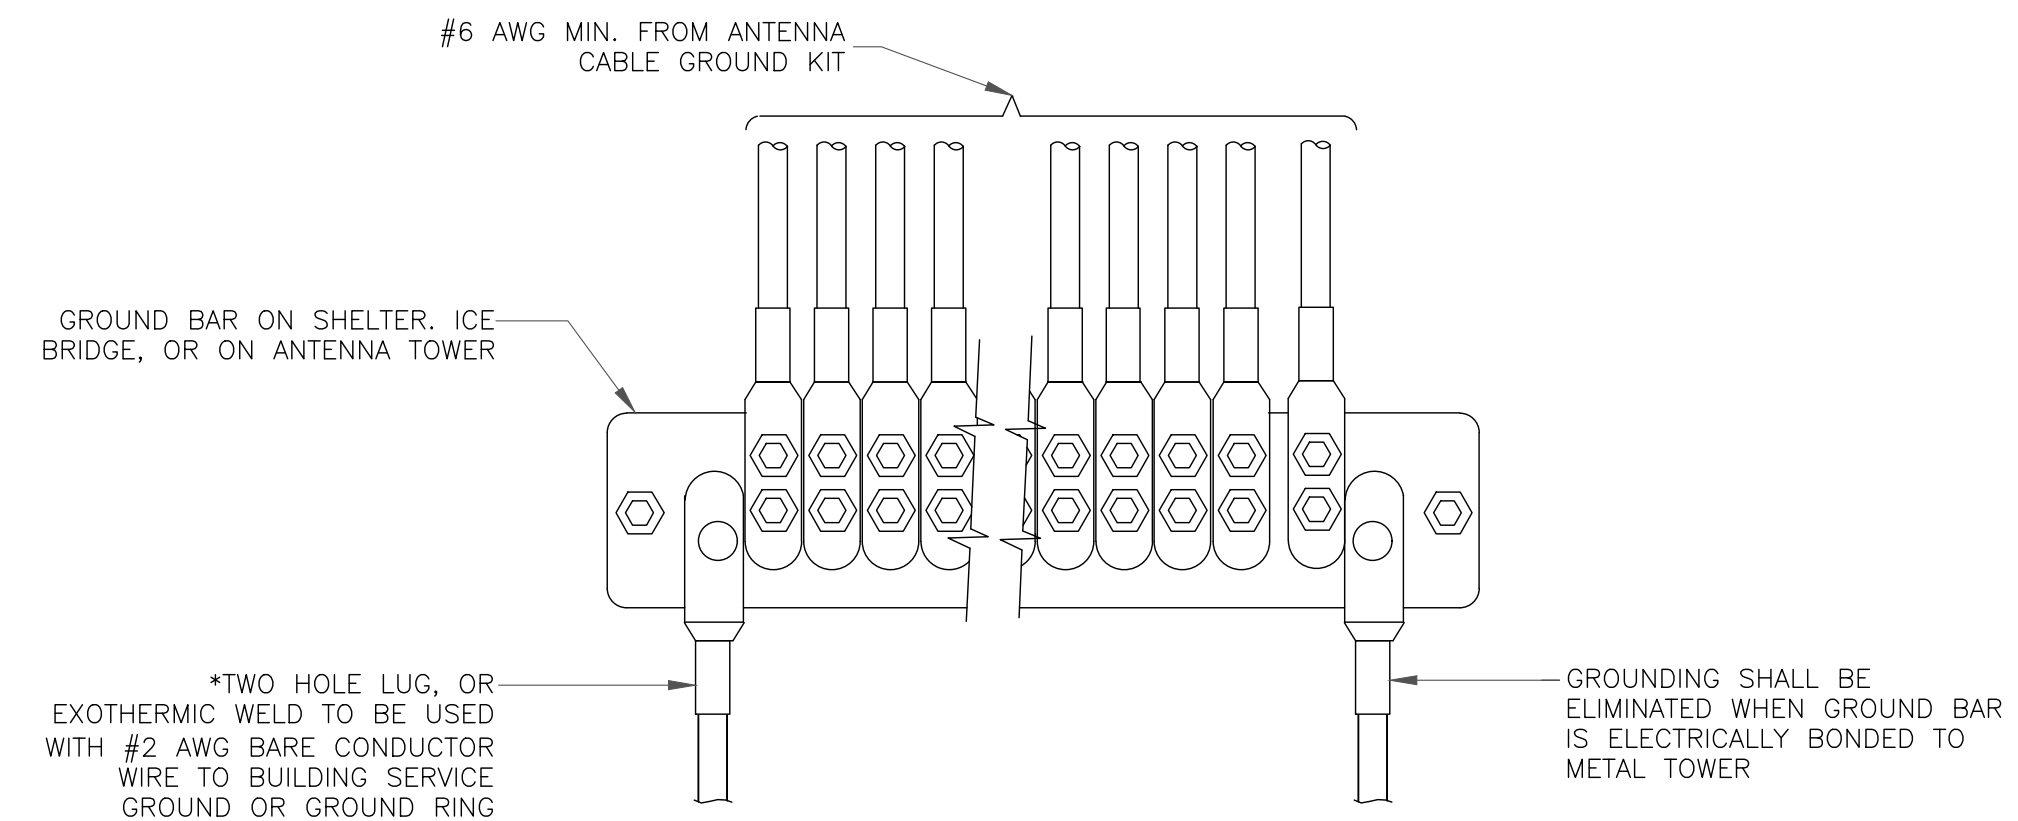 #6 AWG MIN. FROM ANTENNA
CABLE GROUND KIT
GROUND BAR ON SHELTER. ICE
BRIDGE, OR ON ANTENNA TOWER
*TWO HOLE LUG, OR
EXOTHERMIC WELD TO BE USED
WITH #2 AWG BARE CONDUCTOR
WIRE TO BUILDING SERVICE
GROUND OR GROUND RING
GROUNDING SHALL BE
ELIMINATED WHEN GROUND BAR
IS ELECTRICALLY BONDED TO
METAL TOWER